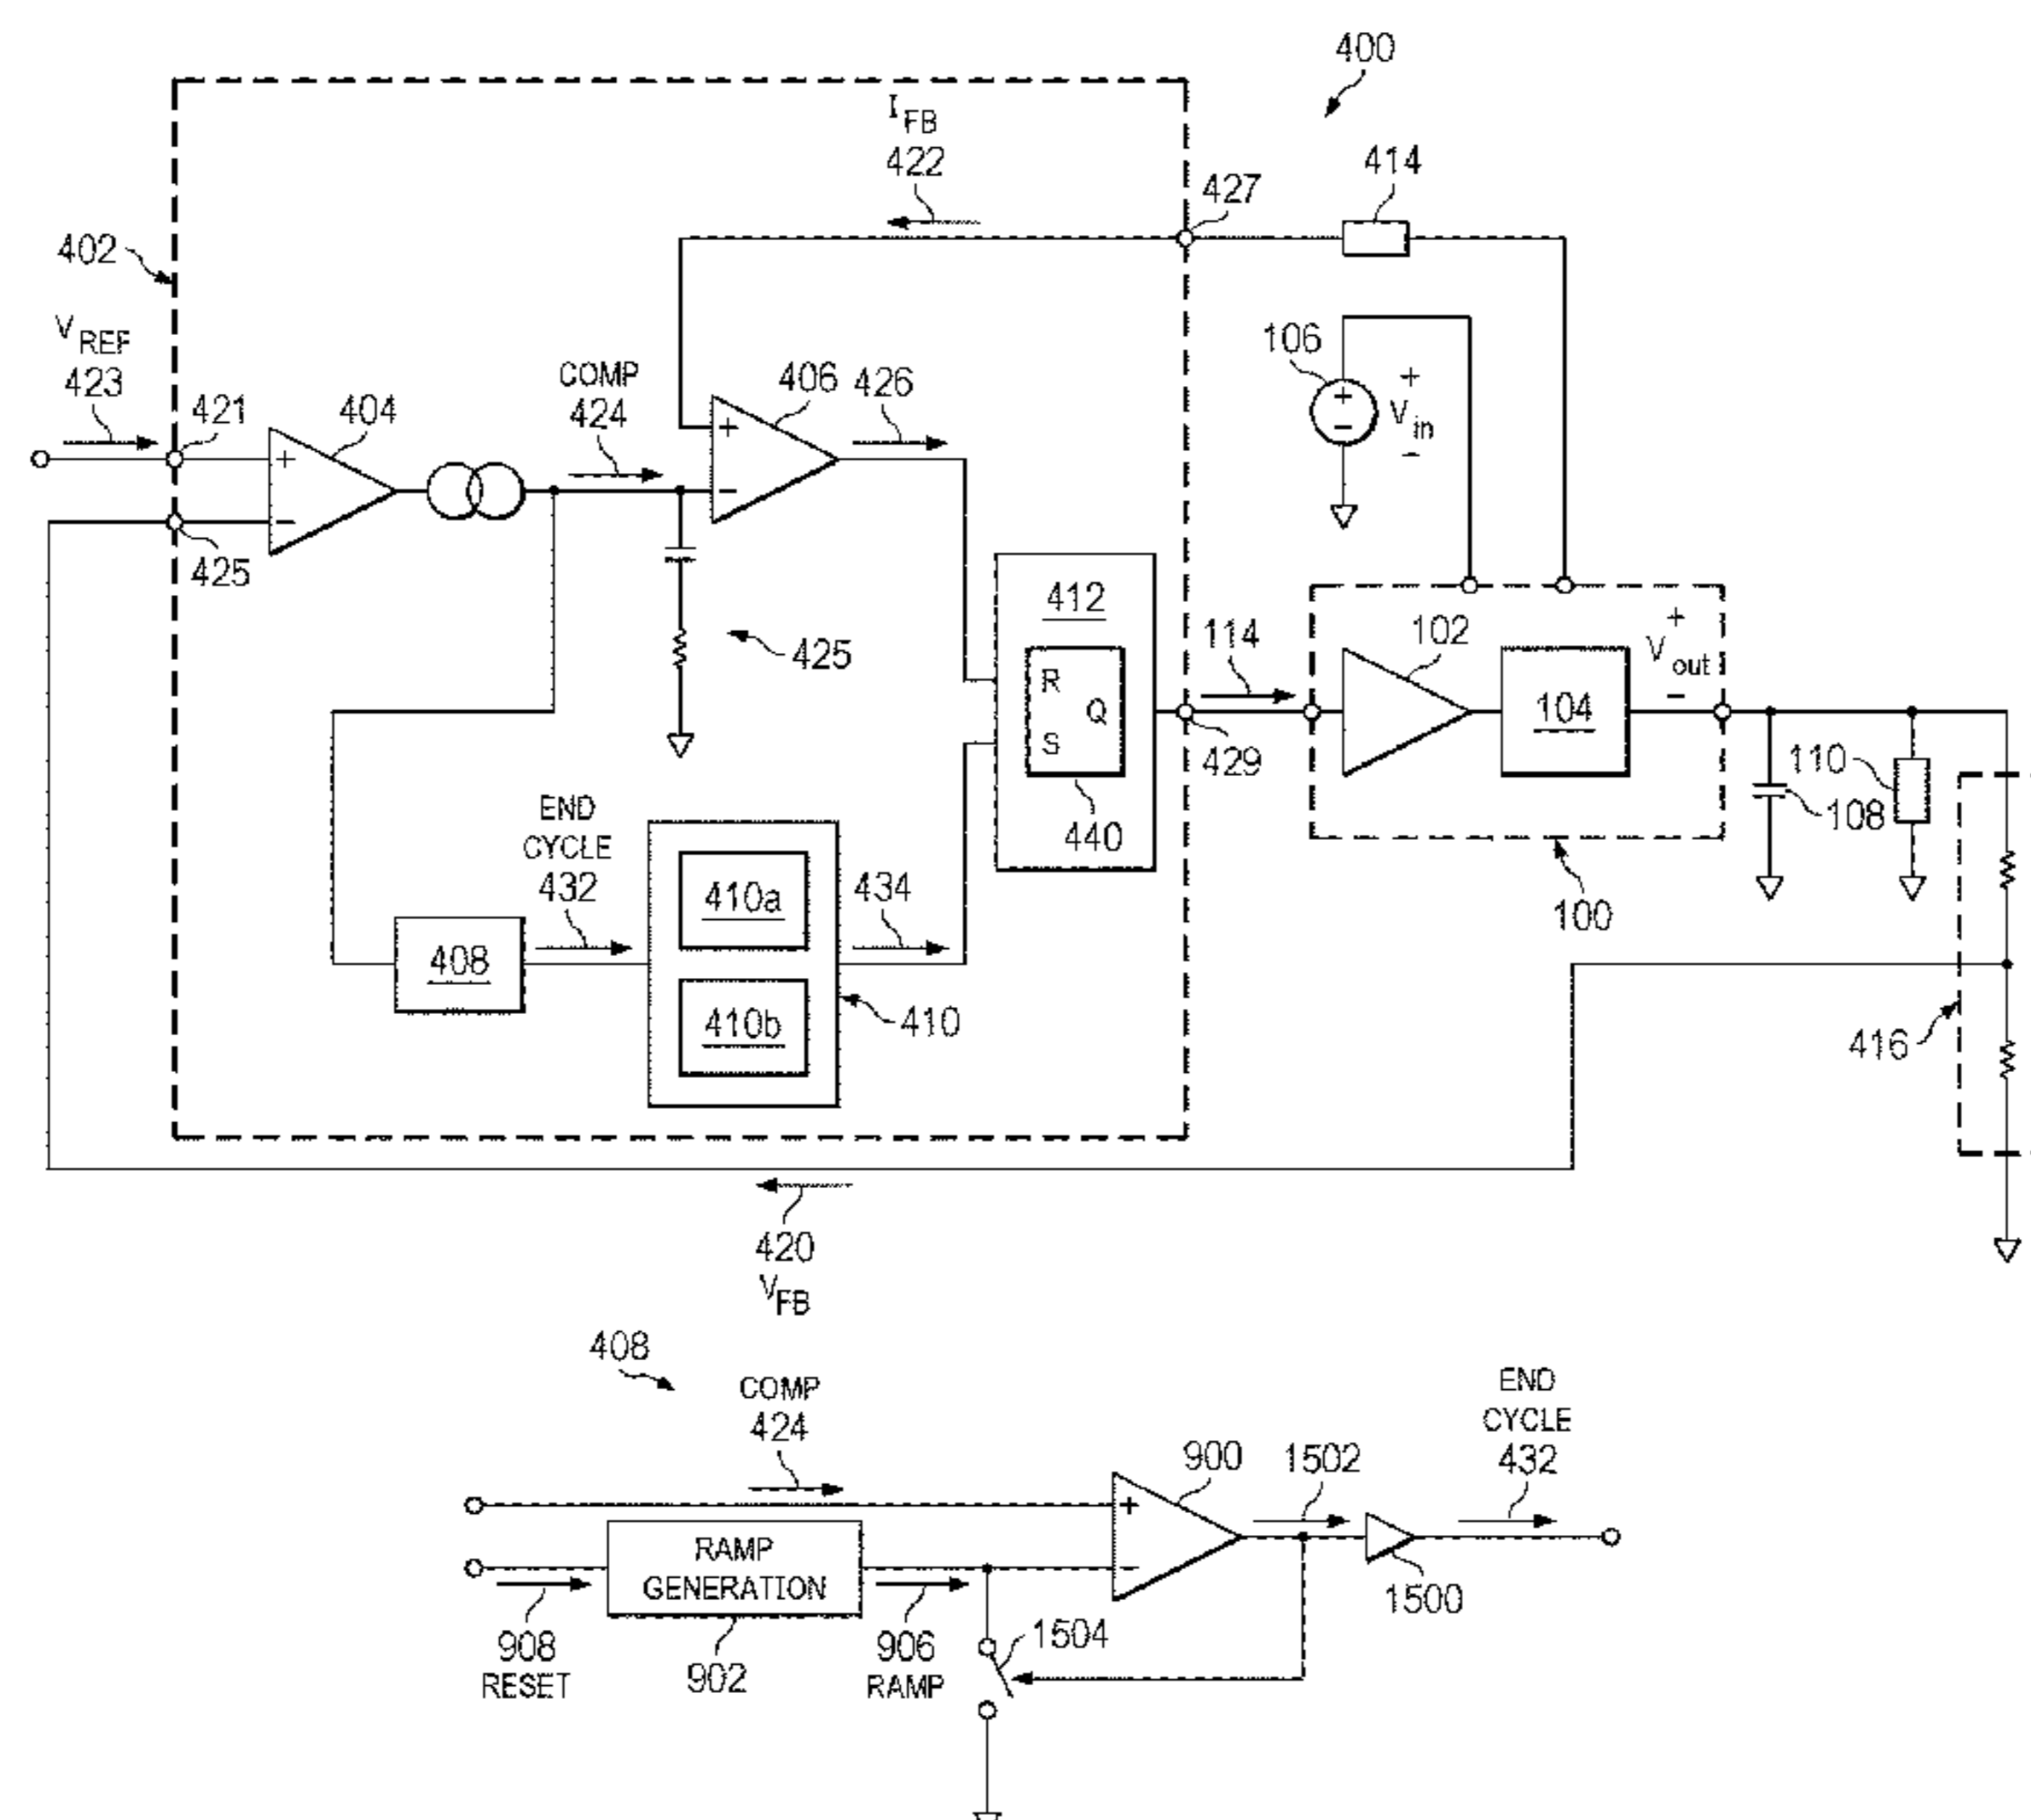 400
I FB
422
427
414
402
V REF
423
421
404
COMP
424
406
426
106
+
V in
-
+
-
+
-
+
-
425
425
412
R
S
Q
440
114
429
102
104
+
V out
-
110
108
100
END
CYCLE
432
408
410a
410b
434
410
416
420
V FB
408
COMP
424
END
CYCLE
432
900
1502
+
-
RAMP
GENERATION
1500
908
RESET
902
906
RAMP
1504